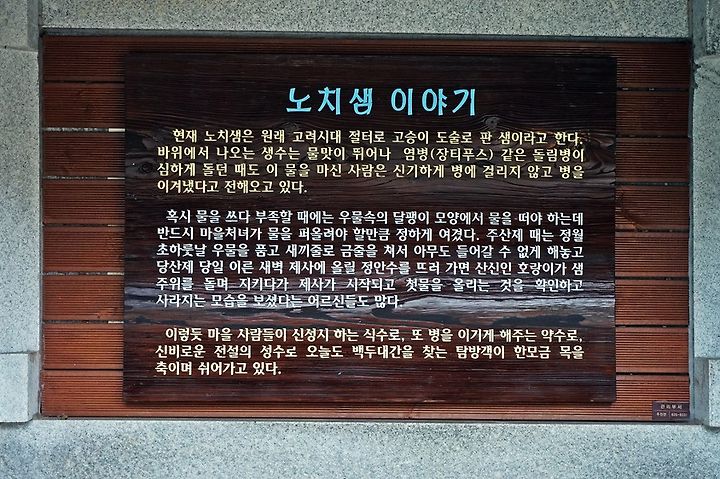 노치샘 이야기
현재 노치샘은 원래 고려시대 절터로 고승이 도술로 판 샘이라고 한다.
바위에서 나오는 생수는 물맛이 뛰어나 염병(장티푸스) 같은 돌림병이
심하게 돌던 때도 이 물을 마신 사람은 신기하게 병에 걸리지 않고 병을
이겨냈다고 전해오고 있다.
혹시 물을 쓰다 부족할 때에는 우물속의 달팽이 모양에서 물을 떠야 하는데
반드시 마을처녀가 물을 퍼올려야 할만큼 정하게 여겼다. 주산제 때는 정월
초하룻날 우물을 품고 새끼줄로 금줄을 쳐서 아무도 들어갈 수 없게 해놓고
당산제 당일 이른 새벽 제사에 올릴 정안수를 뜨러 가면 산신인 호랑이가 샘
주위를 돌며 지키다가 제사가 시작되고 첫물을 올리는 것을 확인하고
사라지는 모습을 보셨다는 어르신들도 많다.
이렇듯 마을 사람들이 신성시 하는 식수로, 또 병을 이기게 해주는 약수로,
신비로운 전설의 정수로 오늘도 백두대간을 찾는 탐방객이 한모금 목을
축이며 쉬어가고 있다.
관리부서